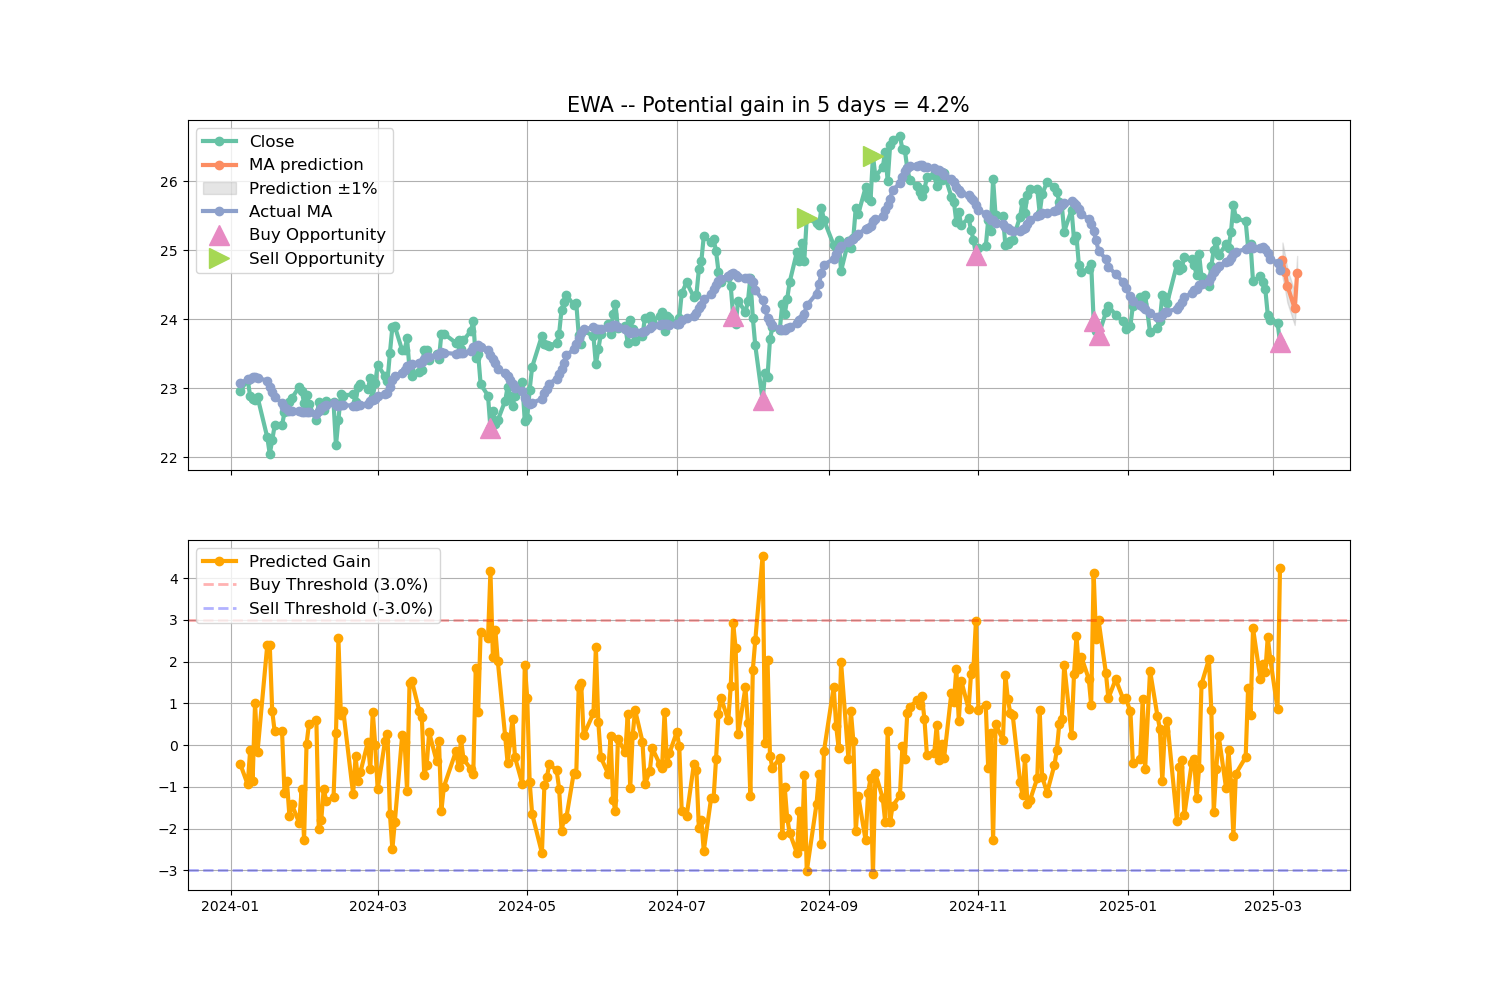 EWA -- Potential gain in 5 days = 4.2%
Close
MA prediction
Prediction ±1%
Actual MA
Buy Opportunity
Sell Opportunity
26
25
24
23
22
Predicted Gain
Buy Threshold (3.0%)
Sell Threshold (-3.0%)
4
3
2
1
0
−1
−2
−3
2024-01 2024-03 2024-05 2024-07 2024-09 2024-11 2025-01 2025-03